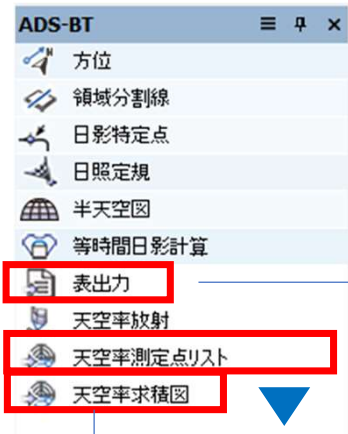 ADS-BT
方位
領域分割線
日影特定点
日照定規
半天空図
等時間日影計算
表出力
天空率放射
天空率測定点リスト
天空率求積図